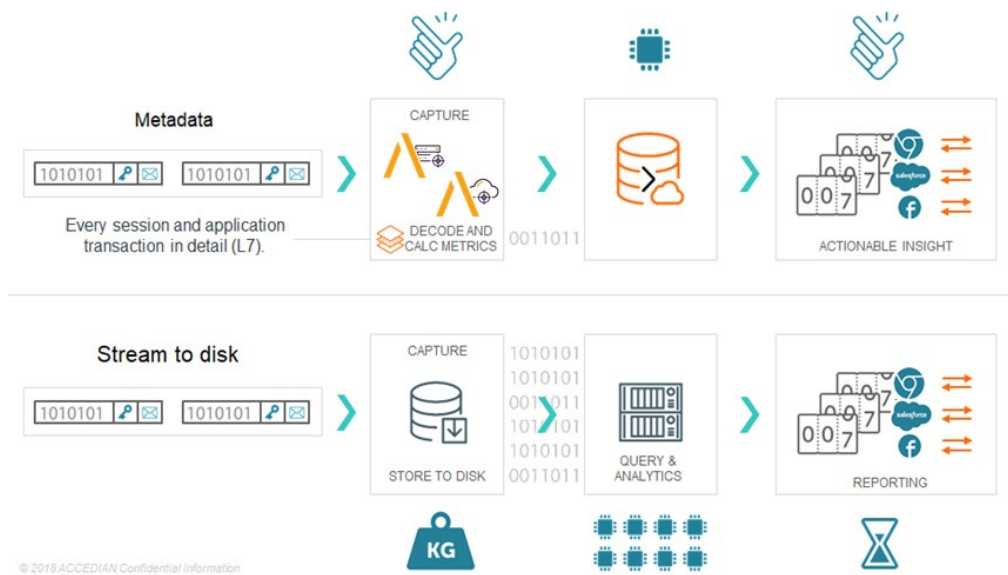 Metadata
1010101
1010101
Every session and application
transaction in detail (L7).
CAPTURE
DECODE AND
CALC METRICS
0011011
007
salesforce
f
ACTIONABLE INSIGHT
Stream to disk
1010101
1010101
CAPTURE
STORE TO DISK
1010101
1010101
0011011
1010101
1010101
0011011
QUERY &
ANALYTICS
007
salesforce
f
REPORTING
KG
© 2018 ACCEDIAN Confidential Information